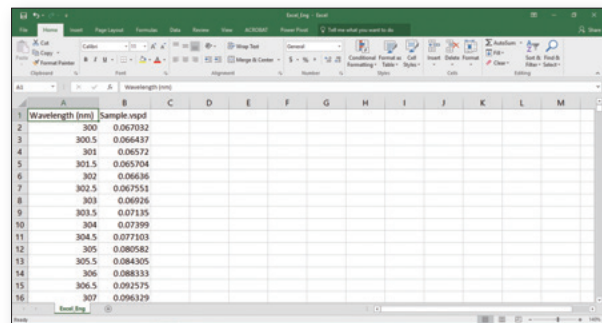 Excel_Eng - Excel
File Home Insert Page Layout Formulas Data Review View ACROBAT Power Pivot Tell me what you want to do Share
Cut
Copy
Format Painter
Clipboard
Calibri
Font
Wrap Text
Merge & Center
Alignment
General
Number
Conditional Formatting Format as Table Cell Styles
Styles
Insert Delete Format
Cells
AutoSum
Fill
Clear
Sort & Filter Find & Select
Editing
A1 Wavelength (nm)
A B C D E F G H I J K L M
1 Wavelength (nm) Sample.vspd
2 300 0.067032
3 300.5 0.066437
4 301 0.06572
5 301.5 0.065704
6 302 0.06636
7 302.5 0.067551
8 303 0.06926
9 303.5 0.07135
10 304 0.07399
11 304.5 0.077103
12 305 0.080582
13 305.5 0.084305
14 306 0.088333
15 306.5 0.092575
16 307 0.096329
Excel_Eng
Ready